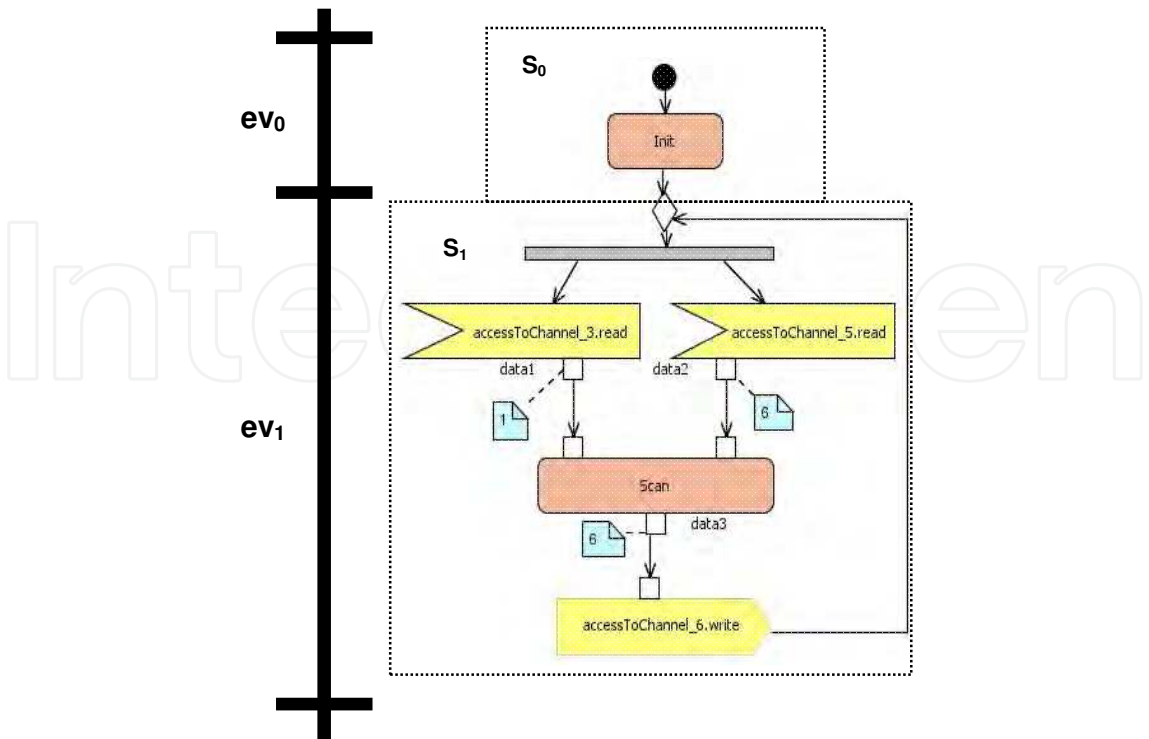 S₀
ev₀
Init
S₁
accessToChannel_3.read
accessToChannel_5.read
data1
data2
1
6
ev₁
Scan
6
data3
accessToChannel_6.write